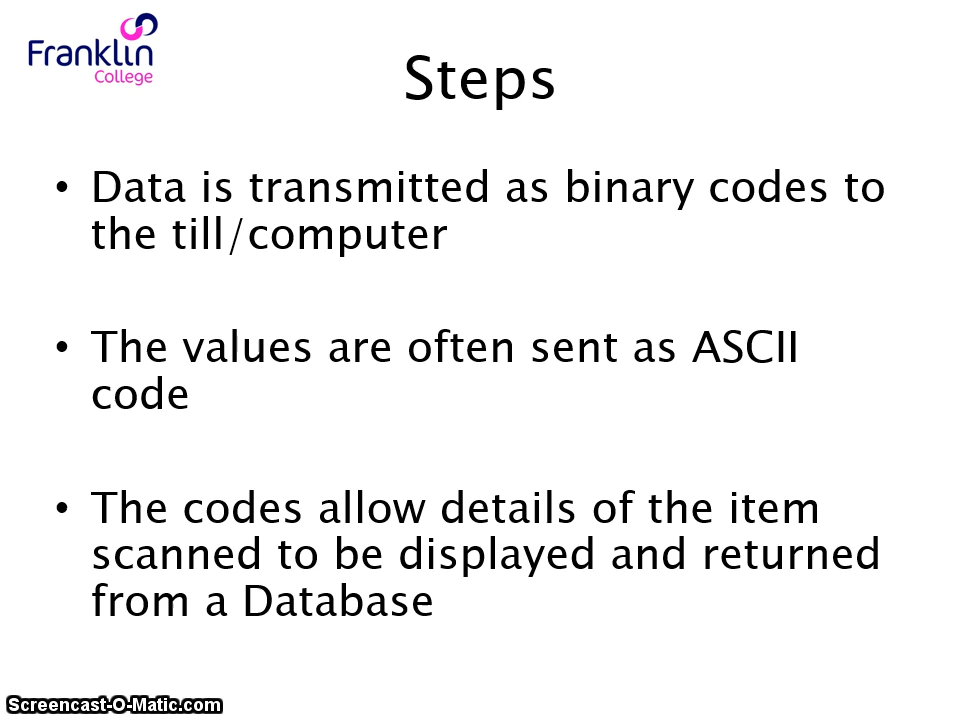 Franklin
College
Steps
• Data is transmitted as binary codes to
the till/computer
• The values are often sent as ASCII
code
• The codes allow details of the item
scanned to be displayed and returned
from a Database
Screencast-O-Matic.com